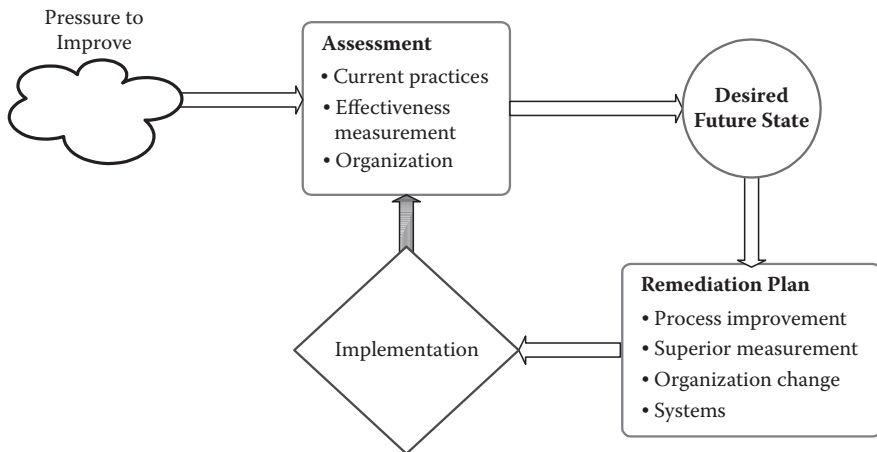 Pressure to
Improve
Assessment
• Current practices
• Effectiveness
measurement
• Organization
Desired
Future State
Remediation Plan
• Process improvement
• Superior measurement
• Organization change
• Systems
Implementation